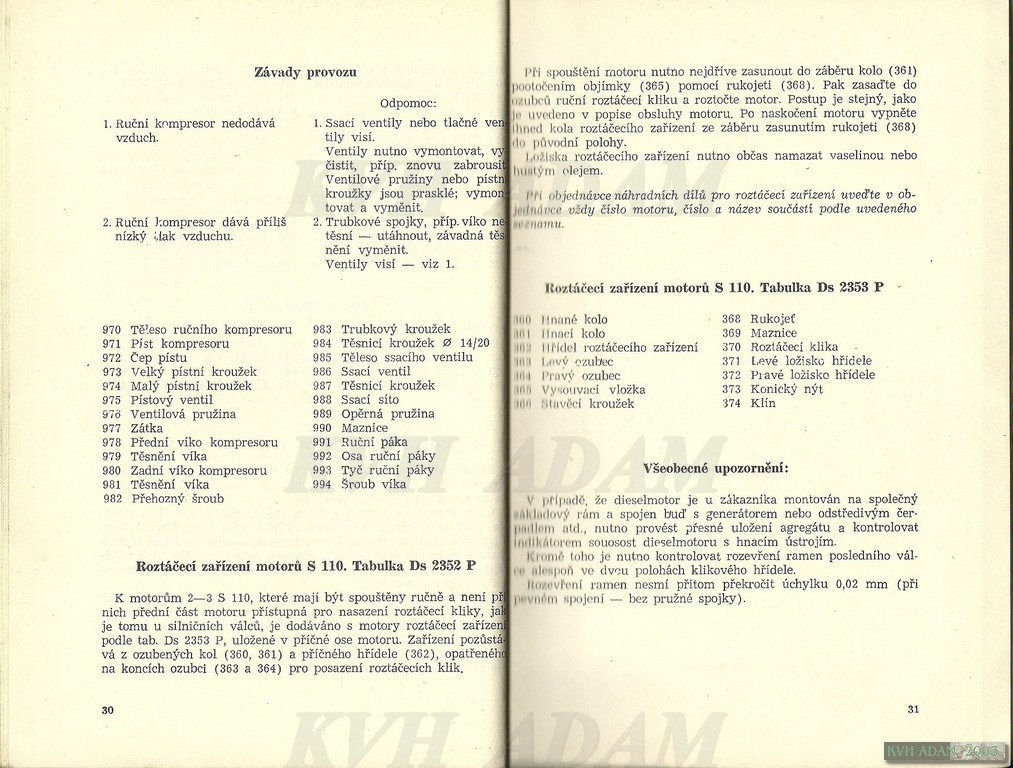 Závady provozu
Odpomoc:
1. Ruční kompresor nedodává
vzduch.
1. Ssací ventily nebo tlačné ven
tily visí.
Ventily nutno vymontovat, vy
čistit, příp. znovu zabrousit
Ventilové pružiny nebo pístn
kroužky jsou prasklé; vymon
tovat a vyměnit.
2. Ruční kompresor dává příliš
nízký tlak vzduchu.
2. Trubkové spojky, příp. víko ne
těsní — utáhnout, závadná těs
nění vyměnit.
Ventily visí — viz 1.
970 Těleso ručního kompresoru
971 Píst kompresoru
972 Čep pístu
973 Velký pístní kroužek
974 Malý pístní kroužek
975 Pístový ventil
976 Ventilová pružina
977 Zátka
978 Přední víko kompresoru
979 Těsnění víka
980 Zadní víko kompresoru
981 Těsnění víka
982 Přehozný šroub
983 Trubkový kroužek
984 Těsnicí kroužek Ø 14/20
985 Těleso ssacího ventilu
986 Ssací ventil
987 Těsnicí kroužek
988 Ssací síto
989 Opěrná pružina
990 Maznice
991 Ruční páka
992 Osa ruční páky
993 Tyč ruční páky
994 Šroub víka
Roztáčecí zařízení motorů S 110. Tabulka Ds 2352 P
K motorům 2—3 S 110, které mají být spouštěny ručně a není při
nich přední část motoru přístupná pro nasazení roztáčecí kliky, jak
je tomu u silničních válců, je dodáváno s motory roztáčecí zařízení
podle tab. Ds 2353 P, uložené v příčné ose motoru. Zařízení pozůstá-
vá z ozubených kol (360, 361) a příčného hřídele (362), opatřeného
na koncích ozubci (363 a 364) pro posazení roztáčecích klik.
30
Při spouštění motoru nutno nejdříve zasunout do záběru kolo (361)
pootočením objímky (365) pomocí rukojeti (368). Pak zasaďte do
ozubců ruční roztáčecí kliku a roztočte motor. Postup je stejný, jako
je uvedeno v popise obsluhy motoru. Po naskočení motoru vypněte
ihned kola roztáčecího zařízení ze záběru zasunutím rukojeti (368)
do původní polohy.
Ložiska roztáčecího zařízení nutno občas namazat vaselinou nebo
hustým olejem.
Při objednávce náhradních dílů pro roztáčecí zařízení uveďte v ob-
jednávce vždy číslo motoru, číslo a název součástí podle uvedeného
seznamu.
Roztáčecí zařízení motorů S 110. Tabulka Ds 2353 P
360 Hnané kolo
361 Hnací kolo
362 Hřídel roztáčecího zařízení
363 Levý ozubec
364 Pravý ozubec
365 Vysouvací vložka
366 Stavěcí kroužek
368 Rukojeť
369 Maznice
370 Roztáčecí klika
371 Levé ložisko hřídele
372 Pravé ložisko hřídele
373 Konický nýt
374 Klín
Všeobecné upozornění:
V případě, že dieselmotor je u zákazníka montován na společný
základový rám a spojen buď s generátorem nebo odstředivým čer-
padlem atd., nutno provést přesné uložení agregátu a kontrolovat
indikátorem souosost dieselmotoru s hnacím ústrojím.
Kromě toho je nutno kontrolovat rozevření ramen posledního vál-
ce alespoň ve dvou polohách klikového hřídele.
Rozevření ramen nesmí přitom překročit úchylku 0,02 mm (při
pevném spojení — bez pružné spojky).
31
KVH ADAM
KVH ADAM
KVH ADAM
KVH ADAM